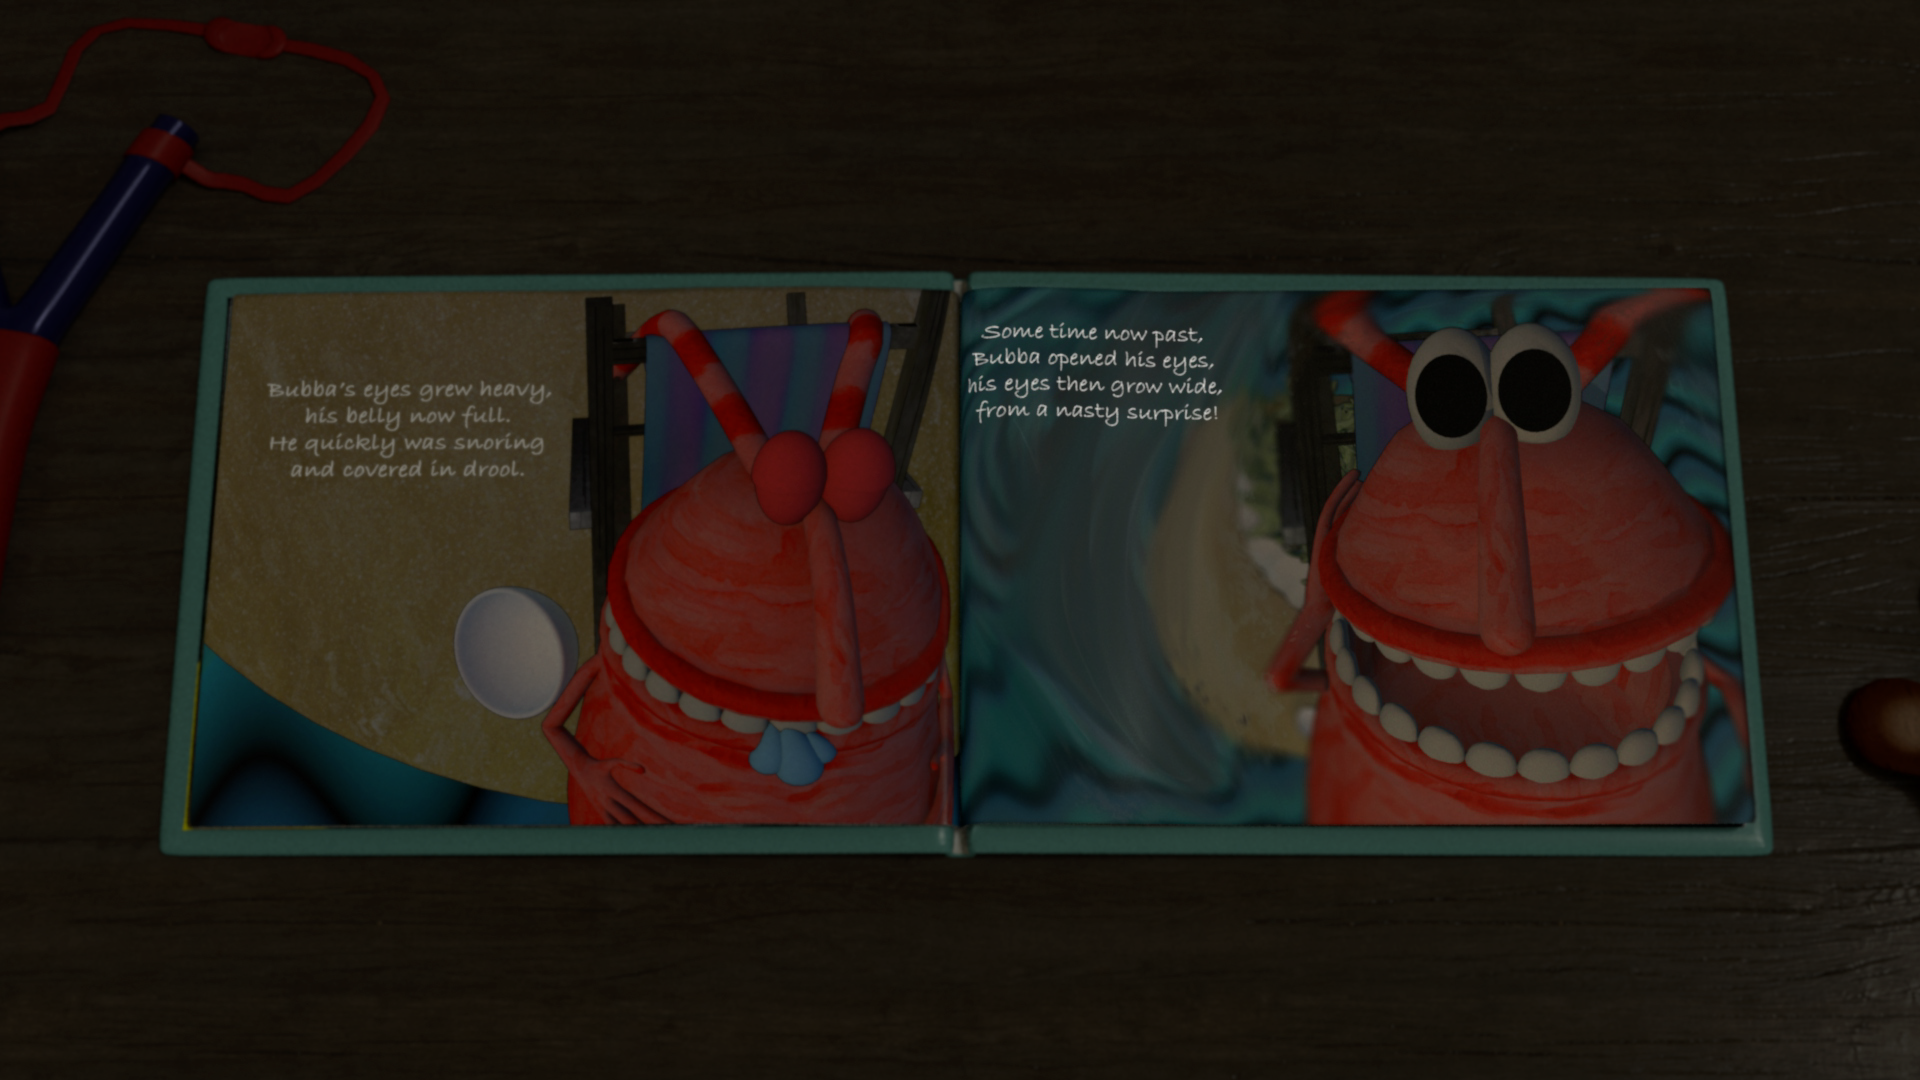 Bubba's eyes grew heavy,
his belly now full.
He quickly was snoring
and covered in drool.
Some time now past,
Bubba opened his eyes,
his eyes then grow wide,
from a nasty surprise!